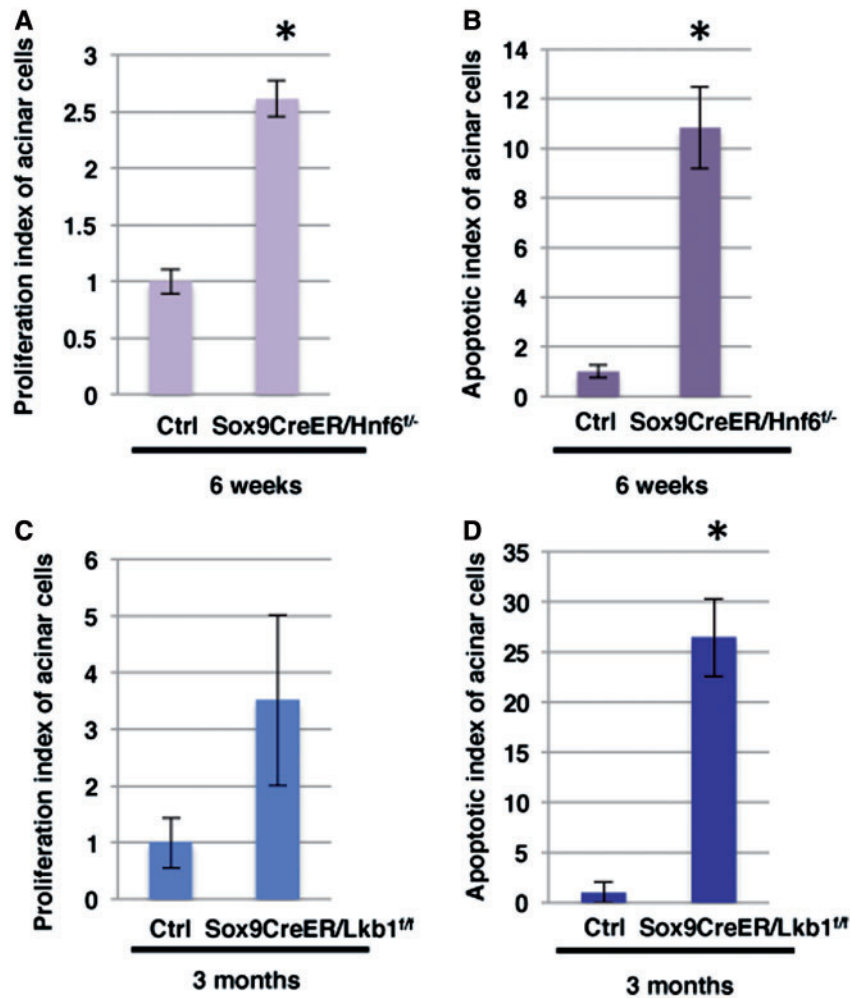 A
*
Proliferation index of acinar cells
3
2.5
2
1.5
1
0.5
0
Ctrl Sox9CreER/Hnf6f/-
6 weeks
B
*
Apoptotic index of acinar cells
14
12
10
8
6
4
2
0
Ctrl Sox9CreER/Hnf6f/-
6 weeks
C
Proliferation index of acinar cells
6
5
4
3
2
1
0
Ctrl Sox9CreER/Lkb1f/f
3 months
D
*
Apoptotic index of acinar cells
35
30
25
20
15
10
5
0
Ctrl Sox9CreER/Lkb1f/f
3 months